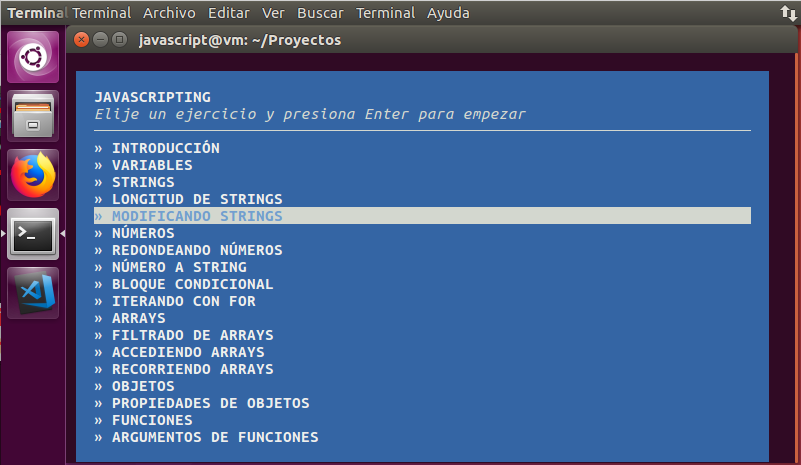 Terminal Terminal Archivo Editar Ver Buscar Terminal Ayuda
javascript@vm: ~/Proyectos
JAVASCRIPTING
Elije un ejercicio y presiona Enter para empezar
» INTRODUCCIÓN
» VARIABLES
» STRINGS
» LONGITUD DE STRINGS
» MODIFICANDO STRINGS
» NÚMEROS
» REDONDEANDO NÚMEROS
» NÚMERO A STRING
» BLOQUE CONDICIONAL
» ITERANDO CON FOR
» ARRAYS
» FILTRADO DE ARRAYS
» ACCEDIENDO ARRAYS
» RECORRIENDO ARRAYS
» OBJETOS
» PROPIEDADES DE OBJETOS
» FUNCIONES
» ARGUMENTOS DE FUNCIONES